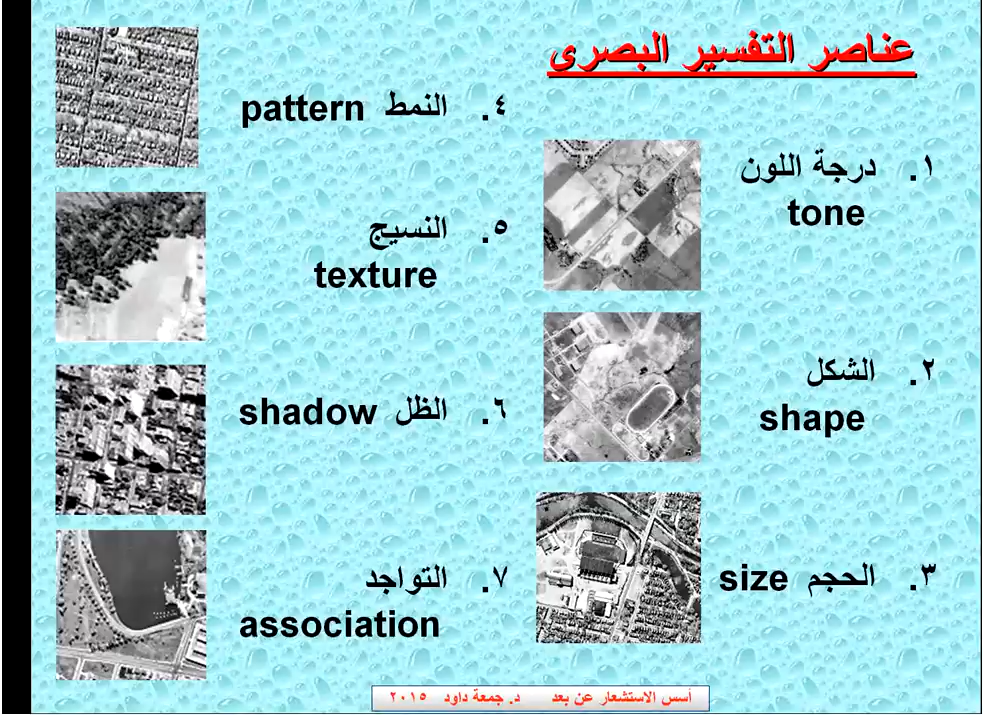 عناصر التفسير البصرى
١. درجة اللون
tone
٢. الشكل
shape
٣. الحجم size
٤. النمط pattern
٥. النسيج
texture
٦. الظل shadow
٧. التواجد
association
أسس الاستشعار عن بعد د. جمعة داود ٢٠١٥